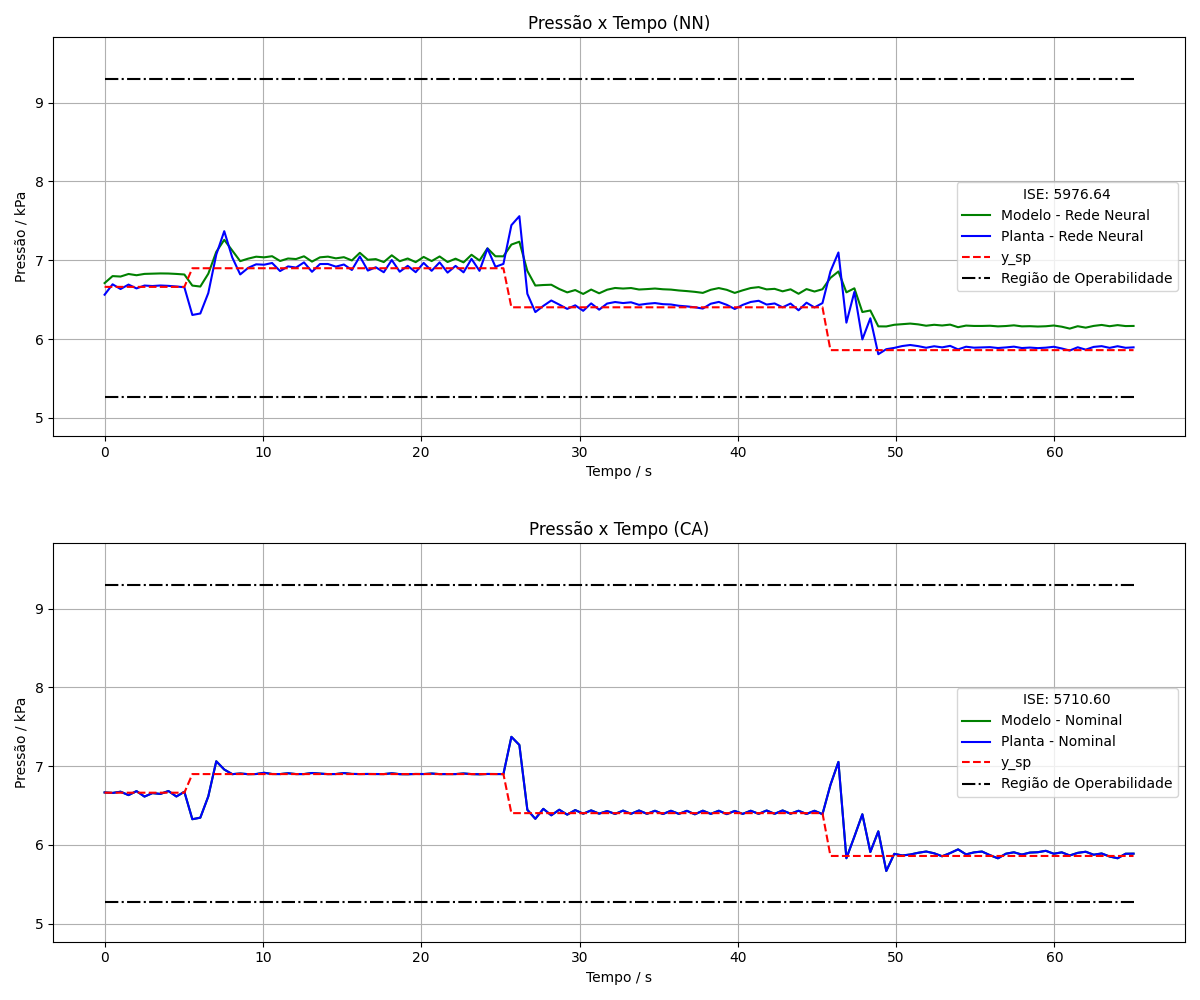 Pressão x Tempo (NN)
Pressão / kPa
9
8
7
6
5
ISE: 5976.64
Modelo - Rede Neural
Planta - Rede Neural
y_sp
Região de Operabilidade
0 10 20 30 40 50 60
Tempo / s
Pressão x Tempo (CA)
Pressão / kPa
9
8
7
6
5
ISE: 5710.60
Modelo - Nominal
Planta - Nominal
y_sp
Região de Operabilidade
0 10 20 30 40 50 60
Tempo / s